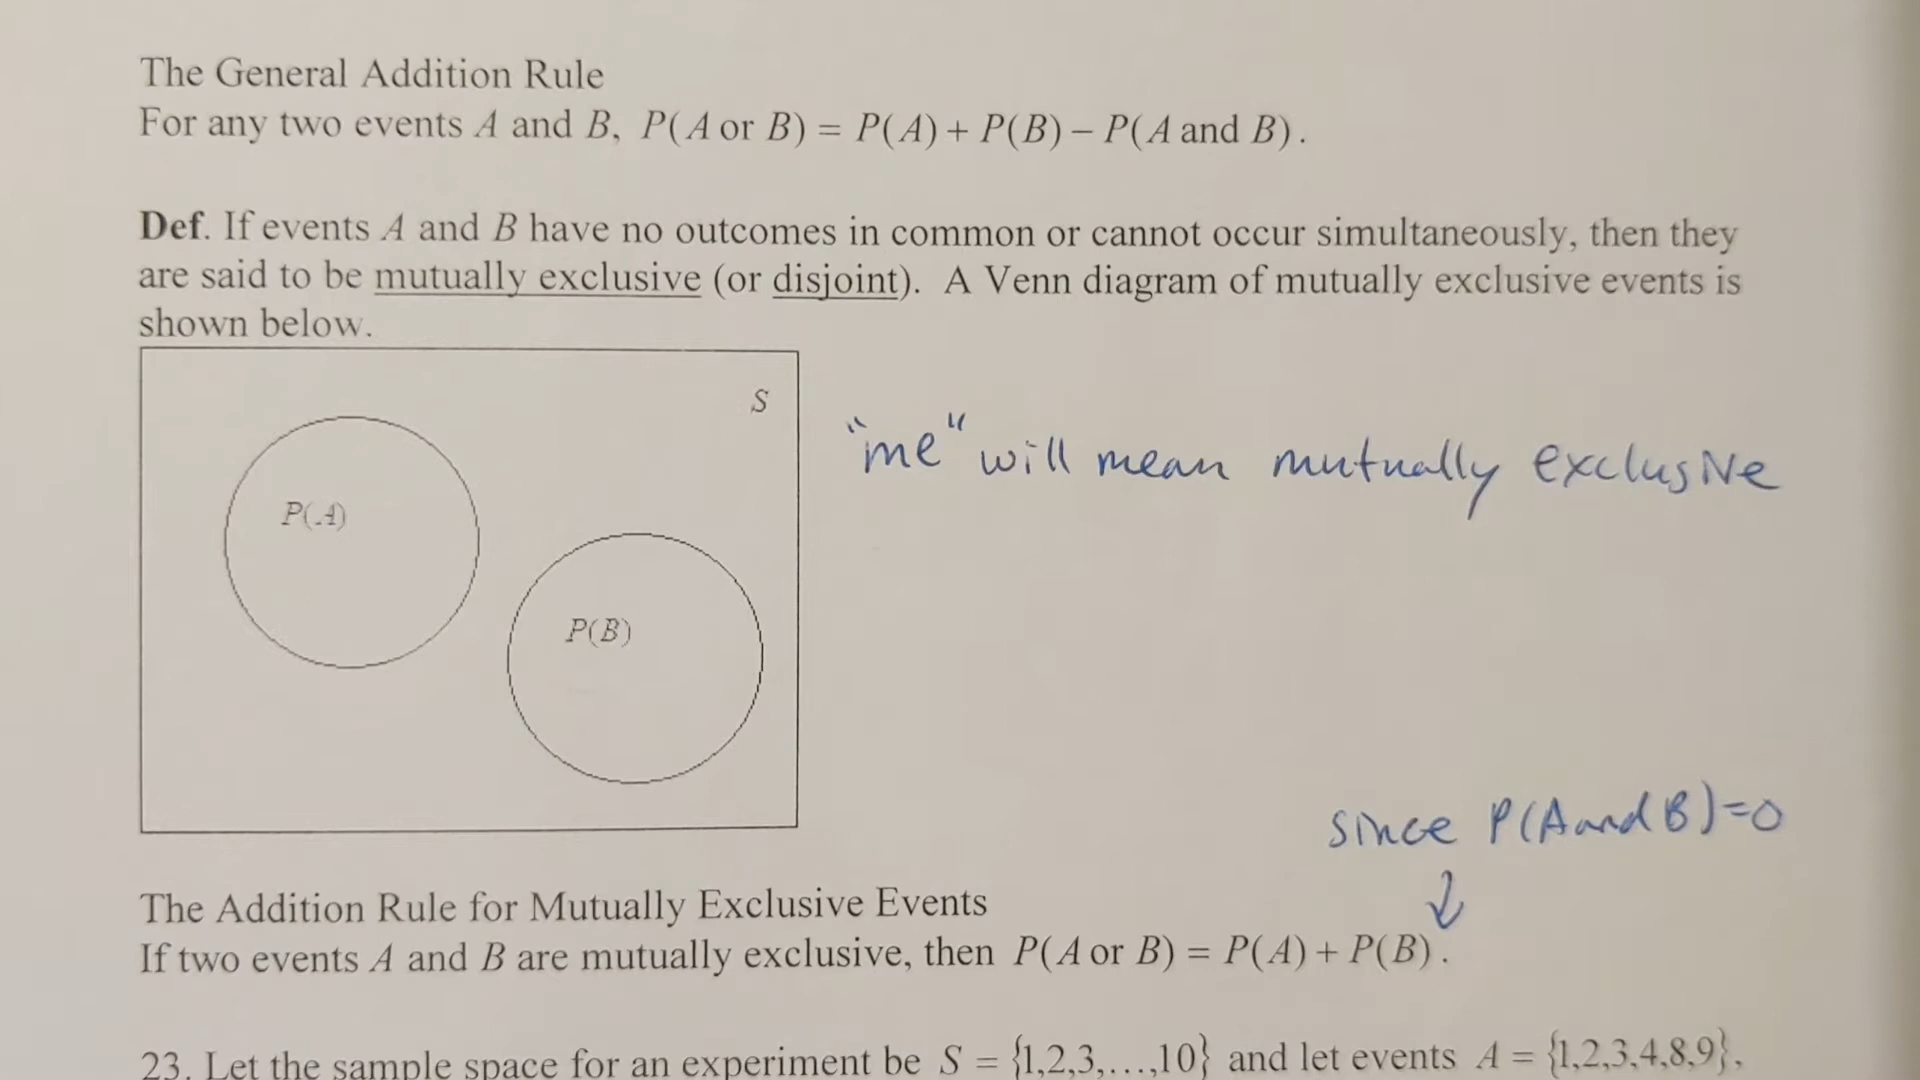 The General Addition Rule
For any two events A and B, P(A or B) = P(A) + P(B) − P(A and B).
Def. If events A and B have no outcomes in common or cannot occur simultaneously, then they
are said to be mutually exclusive (or disjoint). A Venn diagram of mutually exclusive events is
shown below.
S
"me" will mean mutually exclusive
P(A)
P(B)
since P(A and B)=0
↓
The Addition Rule for Mutually Exclusive Events
If two events A and B are mutually exclusive, then P(A or B) = P(A) + P(B).
23. Let the sample space for an experiment be S = {1,2,3,...,10} and let events A = {1,2,3,4,8,9},